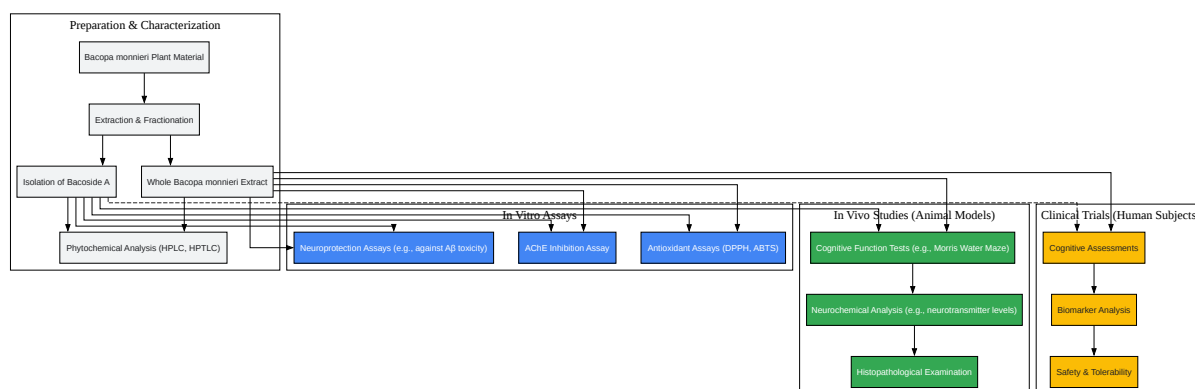 Preparation & Characterization
Bacopa monnieri Plant Material
Extraction & Fractionation
Isolation of Bacoside A
Whole Bacopa monnieri Extract
Phytochemical Analysis (HPLC, HPTLC)
In Vitro Assays
Neuroprotection Assays (e.g., against Aβ toxicity)
AChE Inhibition Assay
Antioxidant Assays (DPPH, ABTS)
In Vivo Studies (Animal Models)
Cognitive Function Tests (e.g., Morris Water Maze)
Neurochemical Analysis (e.g., neurotransmitter levels)
Histopathological Examination
Clinical Trials (Human Subjects
Cognitive Assessments
Biomarker Analysis
Safety & Tolerability